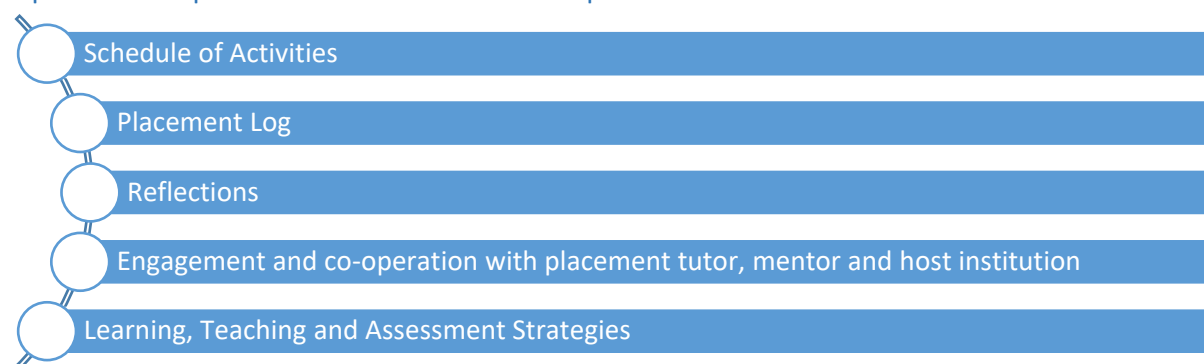 Schedule of Activities
Placement Log
Reflections
Engagement and co-operation with placement tutor, mentor and host institution
Learning, Teaching and Assessment Strategies